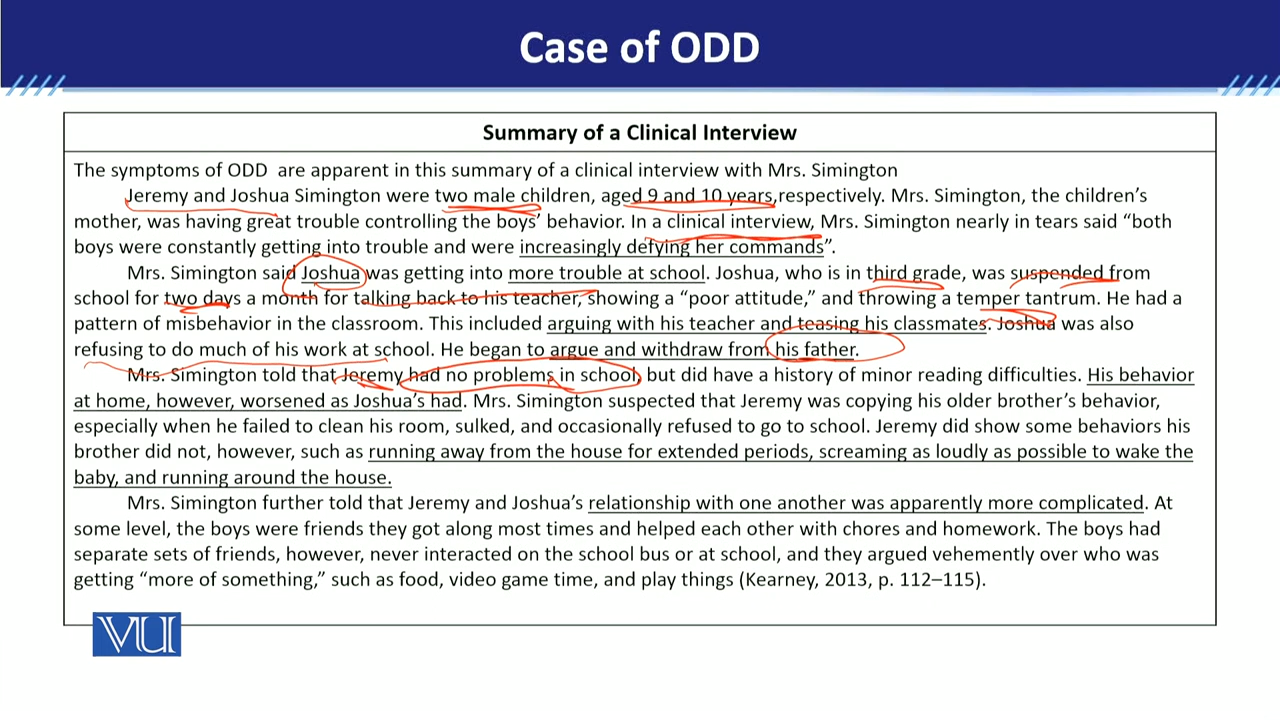 Case of ODD
Summary of a Clinical Interview
The symptoms of ODD are apparent in this summary of a clinical interview with Mrs. Simington
Jeremy and Joshua Simington were two male children, aged 9 and 10 years,respectively. Mrs. Simington, the children’s
mother, was having great trouble controlling the boys’ behavior. In a clinical interview, Mrs. Simington nearly in tears said “both
boys were constantly getting into trouble and were increasingly defying her commands”.
Mrs. Simington said Joshua was getting into more trouble at school. Joshua, who is in third grade, was suspended from
school for two days a month for talking back to his teacher, showing a “poor attitude,” and throwing a temper tantrum. He had a
pattern of misbehavior in the classroom. This included arguing with his teacher and teasing his classmates. Joshua was also
refusing to do much of his work at school. He began to argue and withdraw from his father.
Mrs. Simington told that Jeremy had no problems in school, but did have a history of minor reading difficulties. His behavior
at home, however, worsened as Joshua’s had. Mrs. Simington suspected that Jeremy was copying his older brother’s behavior,
especially when he failed to clean his room, sulked, and occasionally refused to go to school. Jeremy did show some behaviors his
brother did not, however, such as running away from the house for extended periods, screaming as loudly as possible to wake the
baby, and running around the house.
Mrs. Simington further told that Jeremy and Joshua’s relationship with one another was apparently more complicated. At
some level, the boys were friends they got along most times and helped each other with chores and homework. The boys had
separate sets of friends, however, never interacted on the school bus or at school, and they argued vehemently over who was
getting “more of something,” such as food, video game time, and play things (Kearney, 2013, p. 112–115).
VU